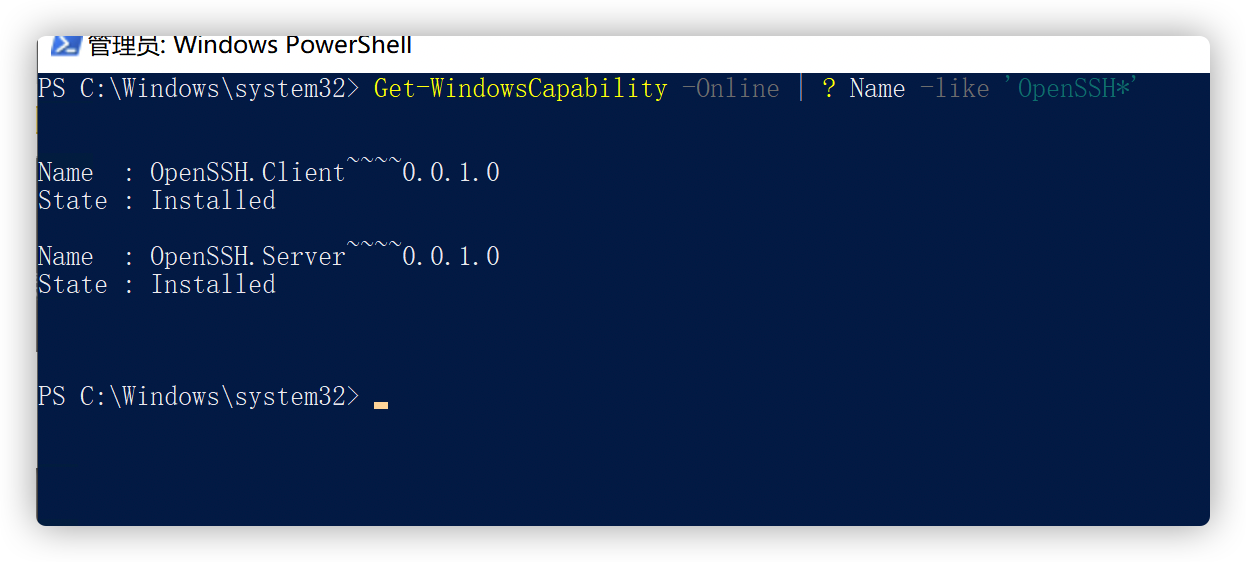 管理员: Windows PowerShell
PS C:\Windows\system32> Get-WindowsCapability -Online | ? Name -like 'OpenSSH*'
Name  : OpenSSH.Client~~~~0.0.1.0
State : Installed
Name  : OpenSSH.Server~~~~0.0.1.0
State : Installed
PS C:\Windows\system32>